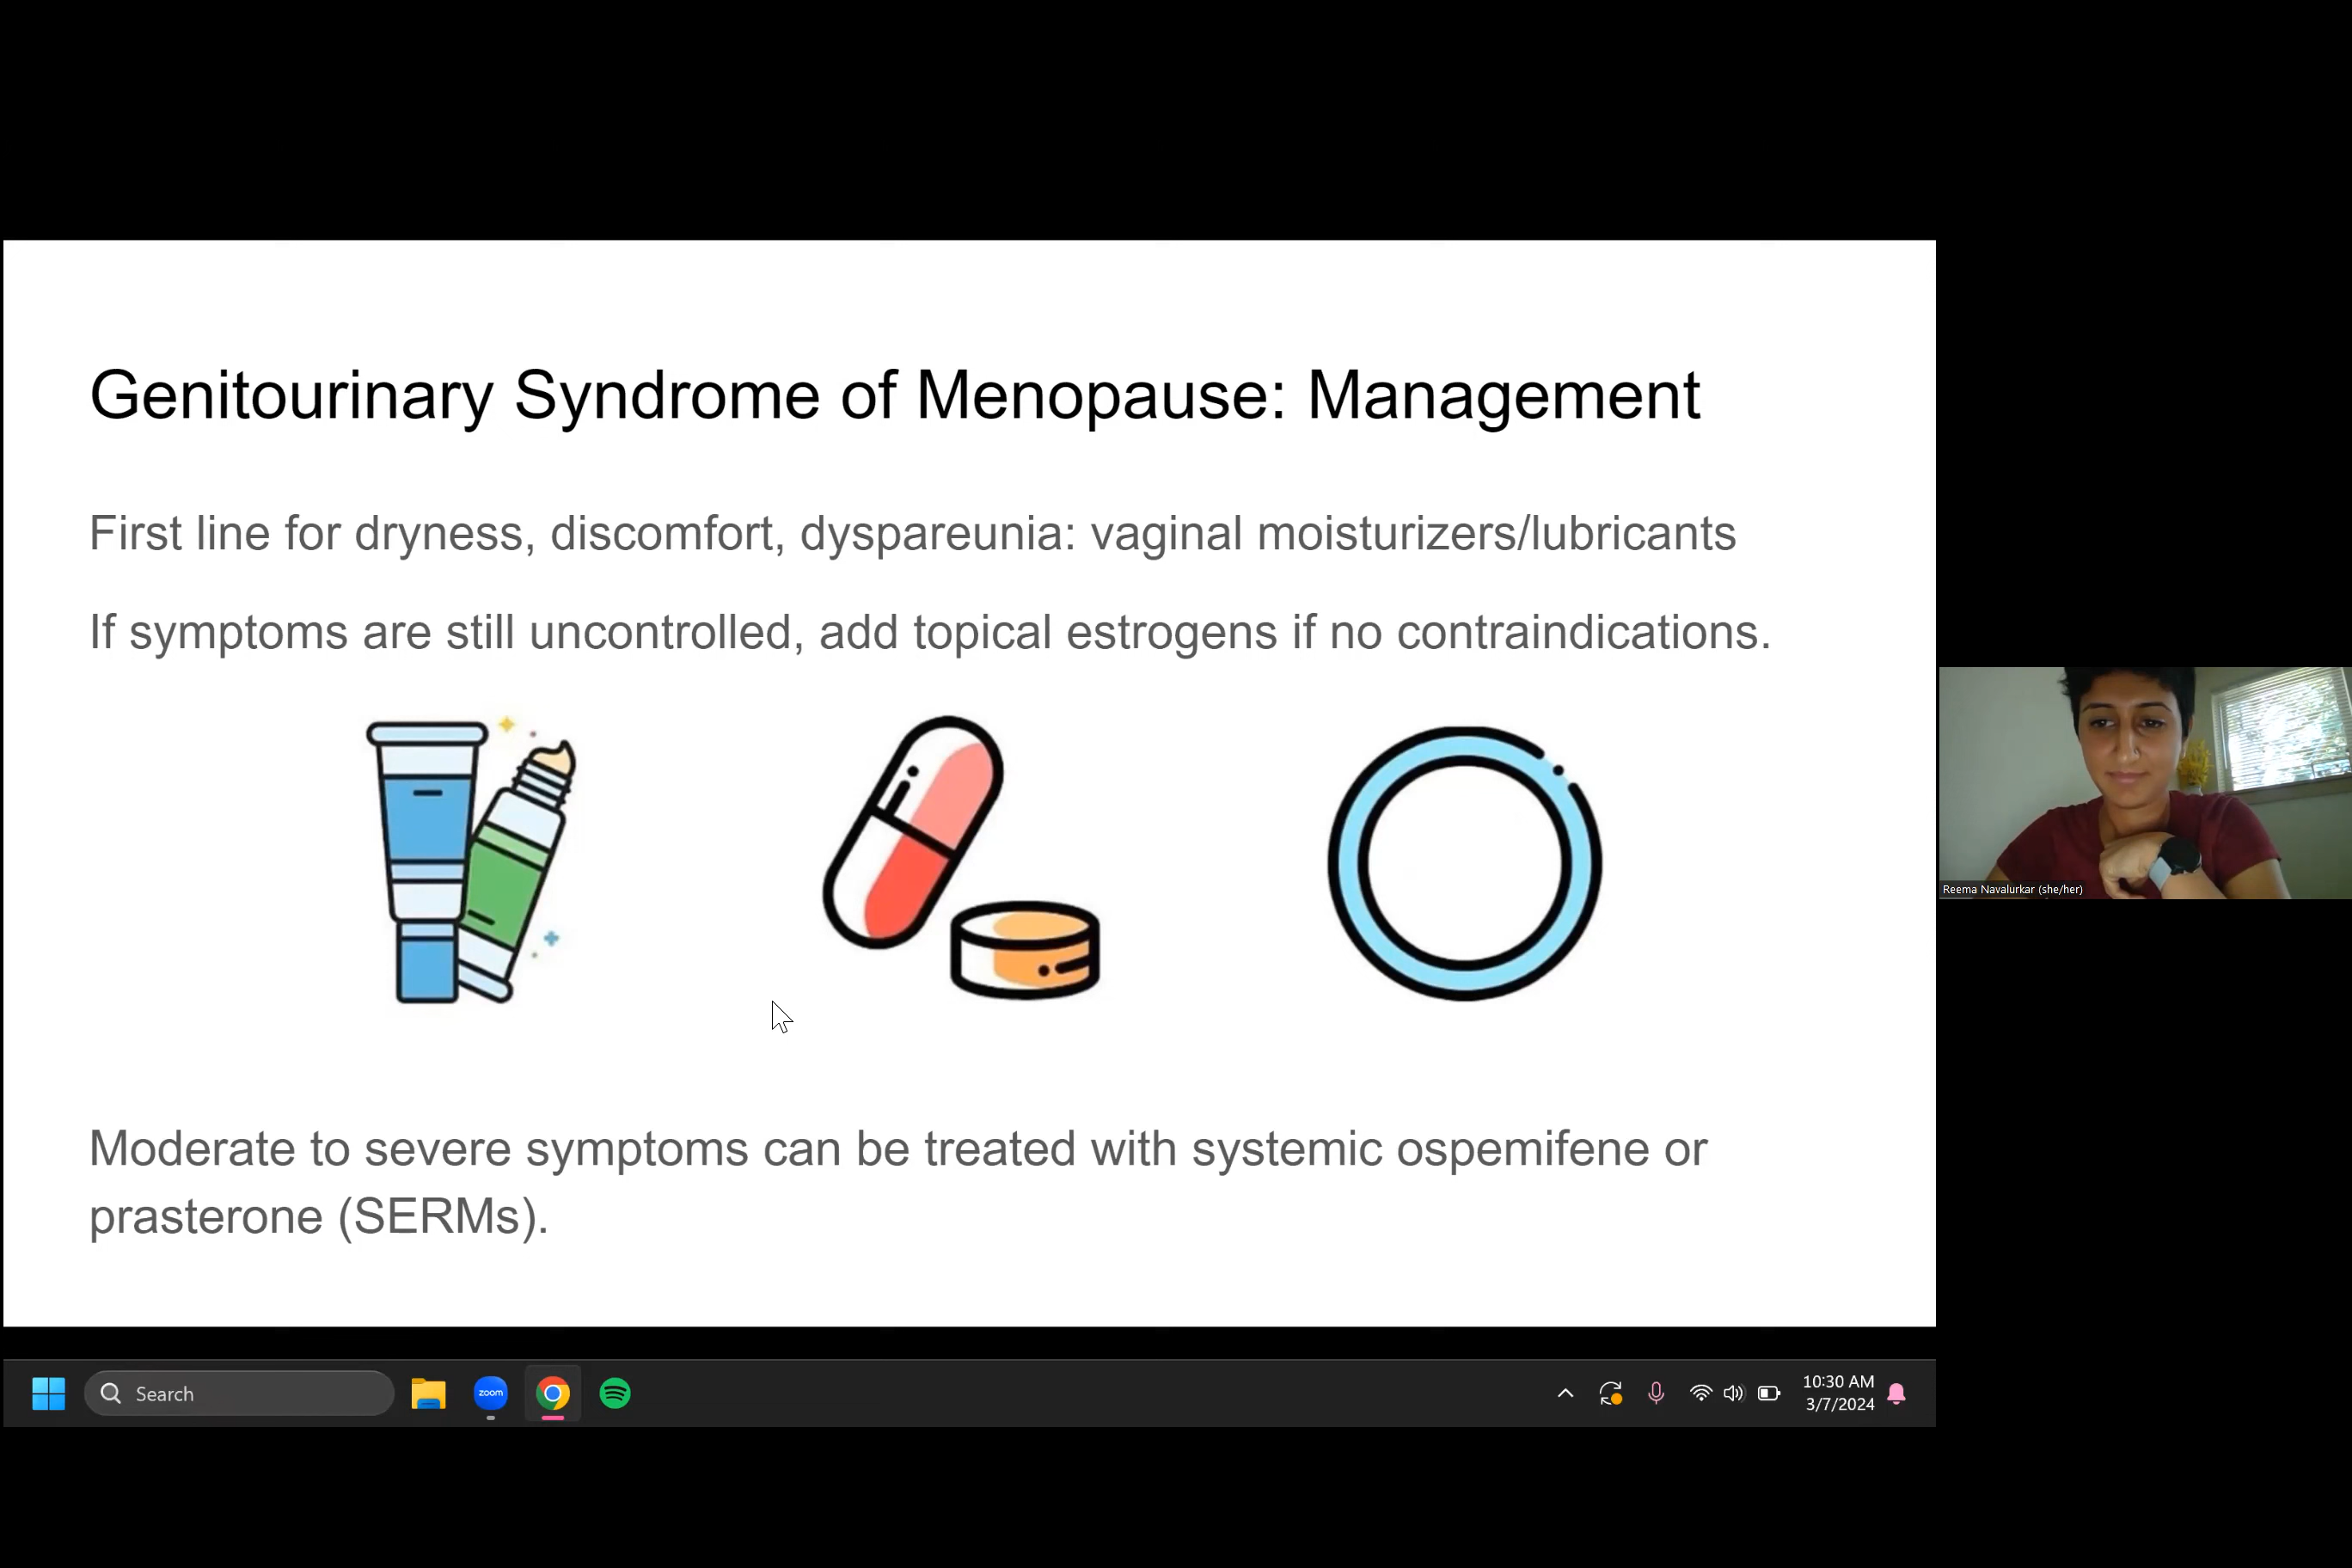 Genitourinary Syndrome of Menopause: Management
First line for dryness, discomfort, dyspareunia: vaginal moisturizers/lubricants
If symptoms are still uncontrolled, add topical estrogens if no contraindications.
Moderate to severe symptoms can be treated with systemic ospemifene or
prasterone (SERMs).
Reema Navalurkar (she/her)
Search
zoom
10:30 AM
3/7/2024